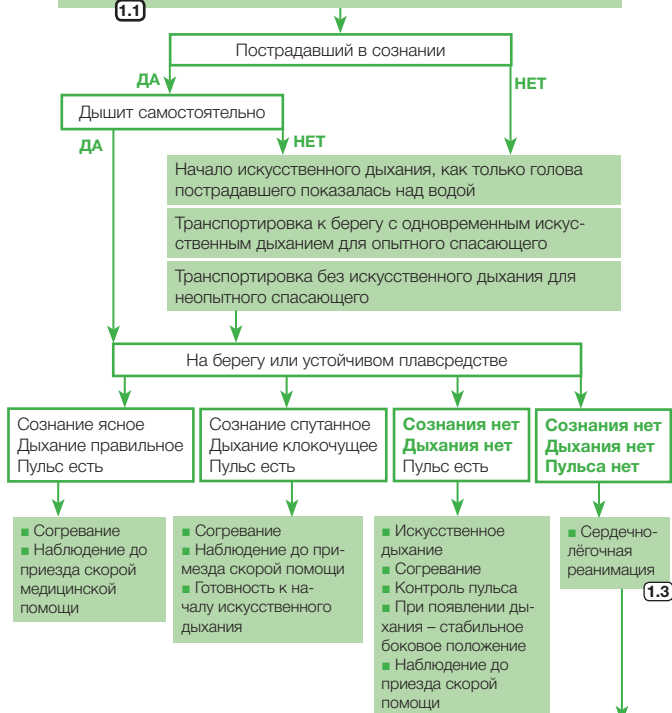 1.1
Пострадавший в сознании
ДА
НЕТ
Дышит самостоятельно
ДА
НЕТ
Начало искусственного дыхания, как только голова
пострадавшего показалась над водой
Транспортировка к берегу с одновременным искус-
ственным дыханием для опытного спасающего
Транспортировка без искусственного дыхания для
неопытного спасающего
На берегу или устойчивом плавсредстве
Сознание ясное
Дыхание правильное
Пульс есть
Сознание спутанное
Дыхание клокочущее
Пульс есть
Сознания нет
Дыхания нет
Пульс есть
Сознания нет
Дыхания нет
Пульса нет
■ Согревание
■ Наблюдение до
приезда скорой
медицинской
помощи
■ Согревание
■ Наблюдение до при-
мезда скорой помощи
■ Готовность к на-
чалу искусственного
дыхания
■ Искусственное
дыхание
■ Согревание
■ Контроль пульса
■ При появлении ды-
хания – стабильное
боковое положение
■ Наблюдение до
приезда скорой
помощи
■ Сердечно-
лёгочная
реанимация
1.3